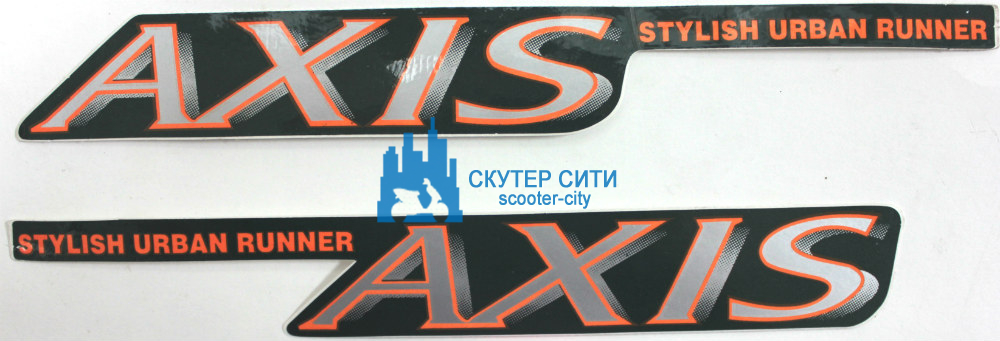 AXIS STYLISH URBAN RUNNER
СКУТЕР СИТИ
scooter-city
STYLISH URBAN RUNNER AXIS